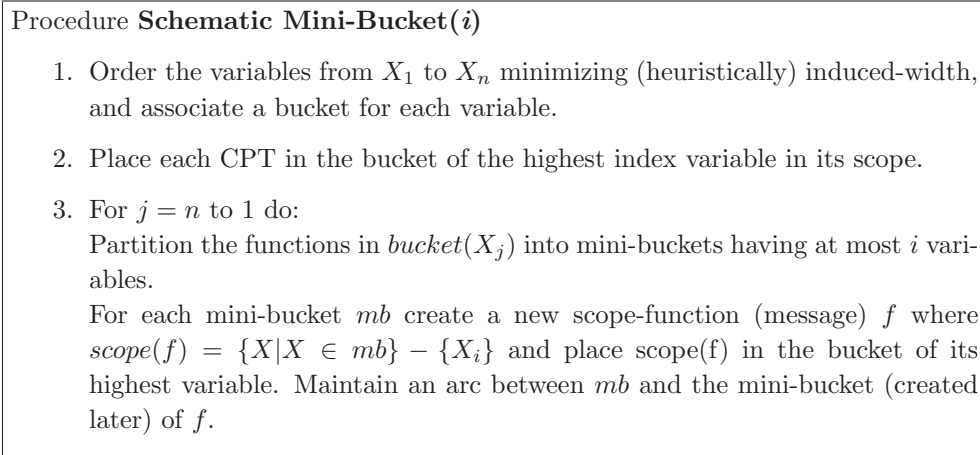 Procedure Schematic Mini-Bucket(i)
1. Order the variables from X₁ to Xₙ minimizing (heuristically) induced-width,
and associate a bucket for each variable.
2. Place each CPT in the bucket of the highest index variable in its scope.
3. For j = n to 1 do:
Partition the functions in bucket(Xⱼ) into mini-buckets having at most i vari-
ables.
For each mini-bucket mb create a new scope-function (message) f where
scope(f) = {X|X ∈ mb} − {Xᵢ} and place scope(f) in the bucket of its
highest variable. Maintain an arc between mb and the mini-bucket (created
later) of f.